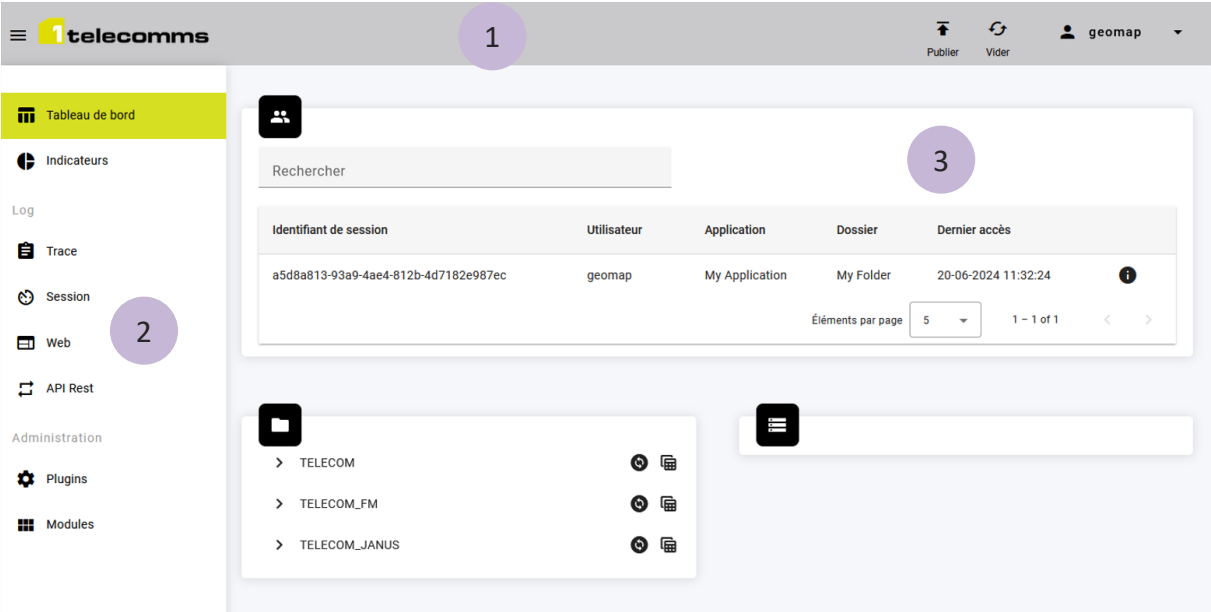 1telecomms
1
Publier
Vider
geomap
Tableau de bord
Indicateurs
Log
Trace
Session
Web
API Rest
Administration
Plugins
Modules
2
3
Rechercher
Identifiant de session Utilisateur Application Dossier Dernier accès
a5d8a813-93a9-4ae4-812b-4d7182e987ec geomap My Application My Folder 20-06-2024 11:32:24
Éléments par page 5 1 – 1 of 1
TELECOM
TELECOM_FM
TELECOM_JANUS